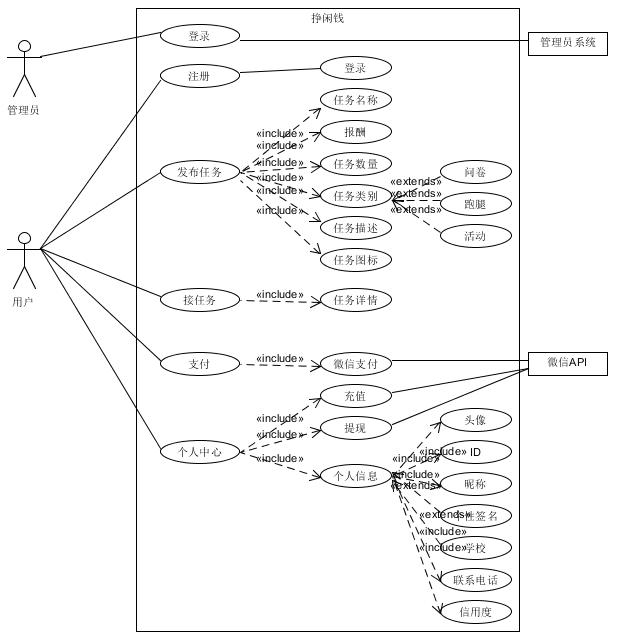 挣闲钱
登录
管理员系统
管理员
注册
登录
任务名称
«include»
报酬
«include»
发布任务
«include»
任务数量
问卷
«include»
«extends»
任务类别
«extends»
跑腿
«include»
«extends»
«include»
任务描述
活动
任务图标
用户
接任务
«include»
任务详情
支付
«include»
微信支付
微信API
充值
«include»
提现
头像
«include»
个人中心
«include»
«include»
ID
个人信息
«include»
«extends»
昵称
«extends»
性签名
«include»
«include»
学校
联系电话
信用度